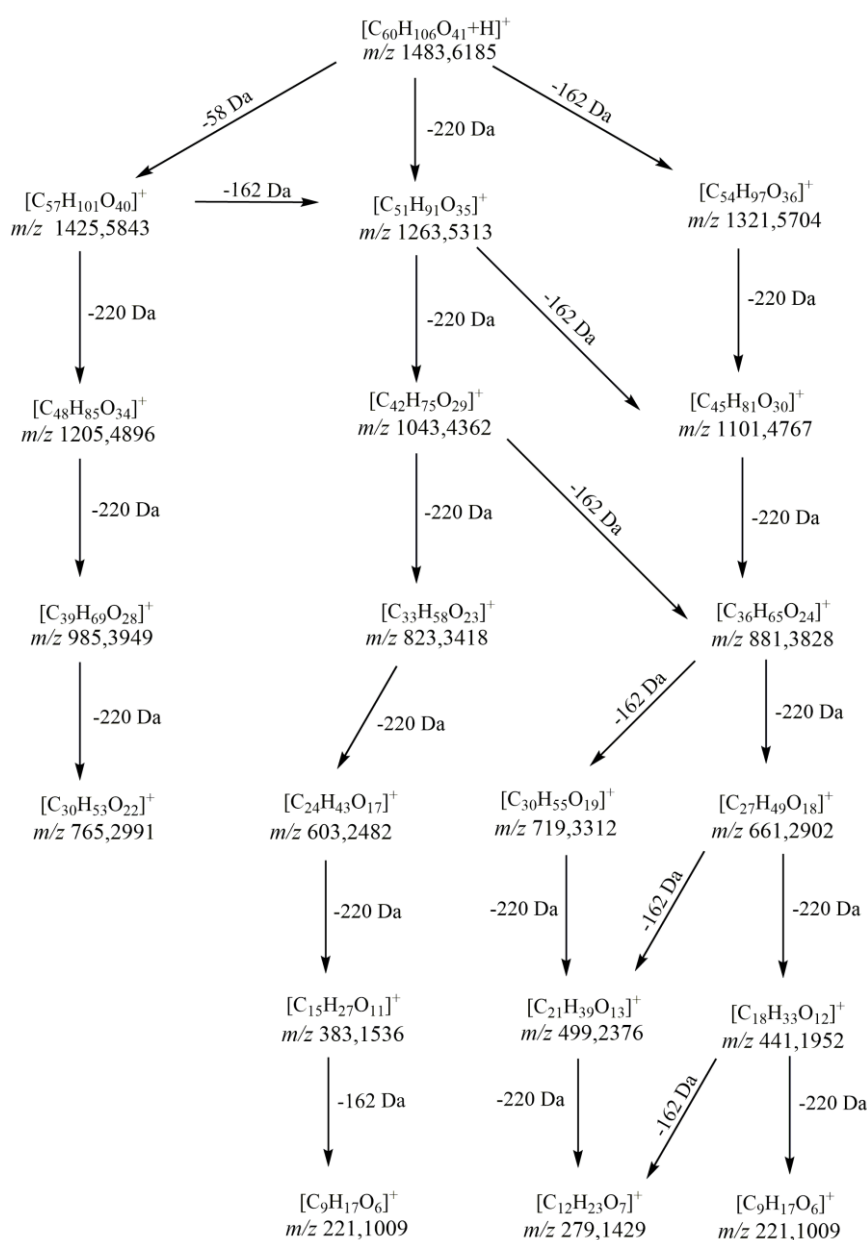 [C₆₀H₁₀₆O₄₁+H]⁺
m/z 1483,6185
-58 Da
-220 Da
-162 Da
[C₅₇H₁₀₁O₄₀]⁺
m/z 1425,5843
-162 Da
[C₅₁H₉₁O₃₅]⁺
m/z 1263,5313
[C₅₄H₉₇O₃₆]⁺
m/z 1321,5704
-220 Da
-220 Da
-162 Da
-220 Da
[C₄₈H₈₅O₃₄]⁺
m/z 1205,4896
[C₄₂H₇₅O₂₉]⁺
m/z 1043,4362
[C₄₅H₈₁O₃₀]⁺
m/z 1101,4767
-220 Da
-220 Da
-162 Da
-220 Da
[C₃₉H₆₉O₂₈]⁺
m/z 985,3949
[C₃₃H₅₈O₂₃]⁺
m/z 823,3418
[C₃₆H₆₅O₂₄]⁺
m/z 881,3828
-220 Da
-220 Da
-162 Da
-220 Da
[C₃₀H₅₃O₂₂]⁺
m/z 765,2991
[C₂₄H₄₃O₁₇]⁺
m/z 603,2482
[C₃₀H₅₅O₁₉]⁺
m/z 719,3312
[C₂₇H₄₉O₁₈]⁺
m/z 661,2902
-220 Da
-220 Da
-162 Da
-220 Da
[C₁₅H₂₇O₁₁]⁺
m/z 383,1536
[C₂₁H₃₉O₁₃]⁺
m/z 499,2376
[C₁₈H₃₃O₁₂]⁺
m/z 441,1952
-162 Da
-220 Da
-162 Da
-220 Da
[C₉H₁₇O₆]⁺
m/z 221,1009
[C₁₂H₂₃O₇]⁺
m/z 279,1429
[C₉H₁₇O₆]⁺
m/z 221,1009